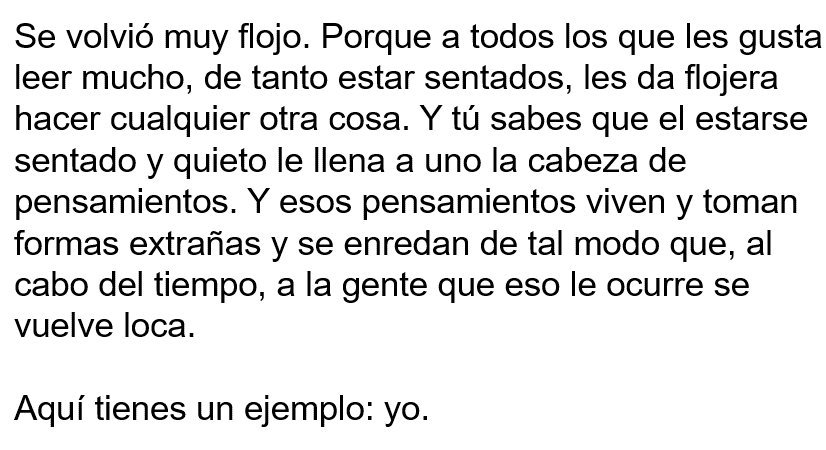 Se volvió muy flojo. Porque a todos los que les gusta
leer mucho, de tanto estar sentados, les da flojera
hacer cualquier otra cosa. Y tú sabes que el estarse
sentado y quieto le llena a uno la cabeza de
pensamientos. Y esos pensamientos viven y toman
formas extrañas y se enredan de tal modo que, al
cabo del tiempo, a la gente que eso le ocurre se
vuelve loca.
Aquí tienes un ejemplo: yo.